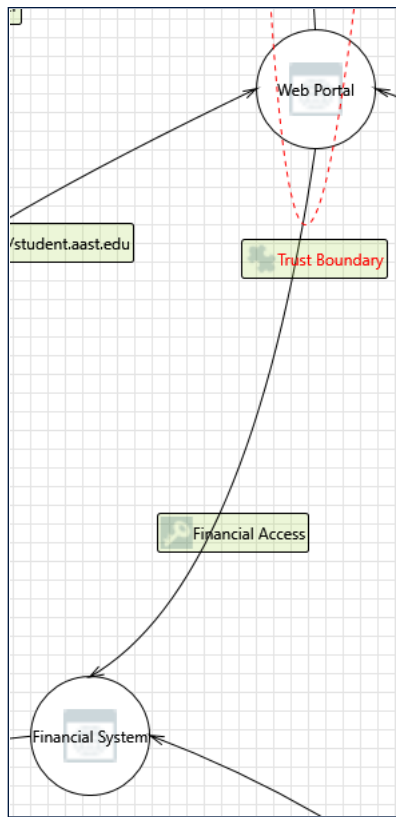 Web Portal
/student.aast.edu
Trust Boundary
Financial Access
Financial System